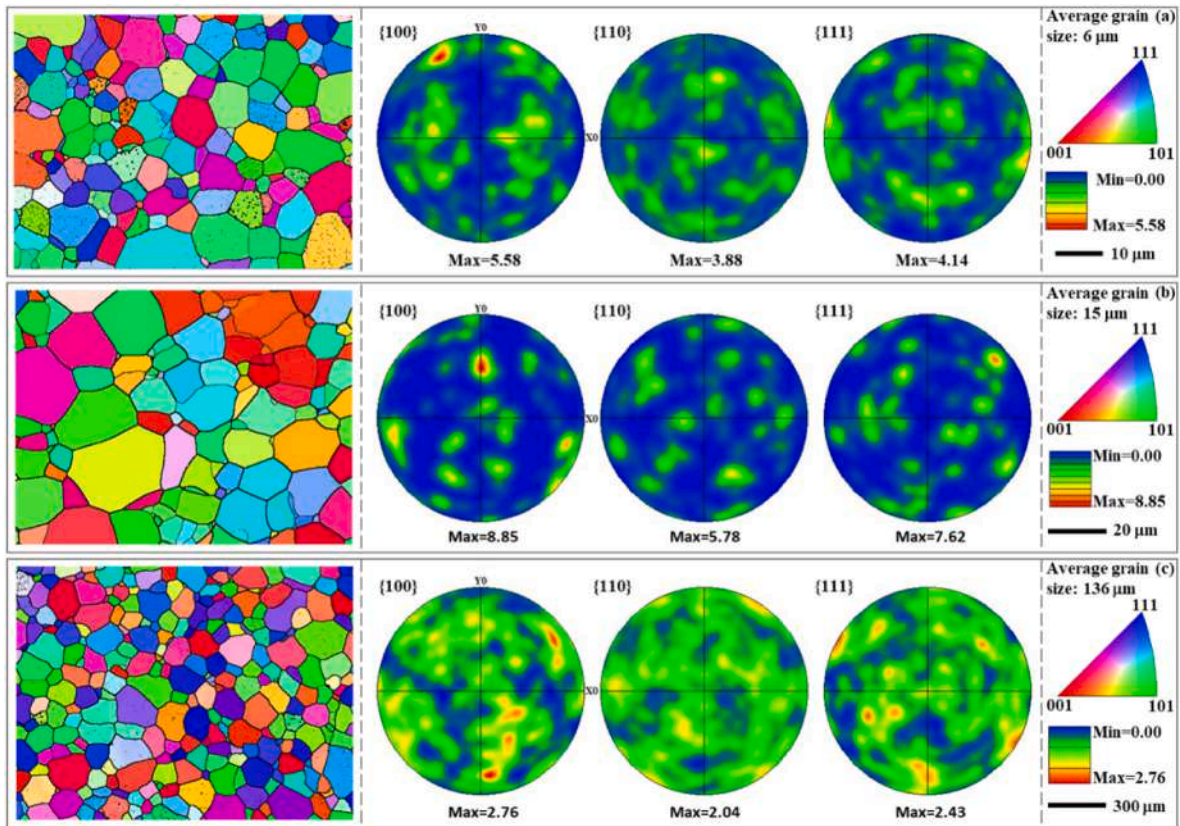 {100}
Y0
{110}
{111}
X0
Max=5.58
Max=3.88
Max=4.14
Average grain (a)
size: 6 μm
111
001
101
Min=0.00
Max=5.58
10 μm
{100}
Y0
{110}
{111}
X0
Max=8.85
Max=5.78
Max=7.62
Average grain (b)
size: 15 μm
111
001
101
Min=0.00
Max=8.85
20 μm
{100}
Y0
{110}
{111}
X0
Max=2.76
Max=2.04
Max=2.43
Average grain (c)
size: 136 μm
111
001
101
Min=0.00
Max=2.76
300 μm